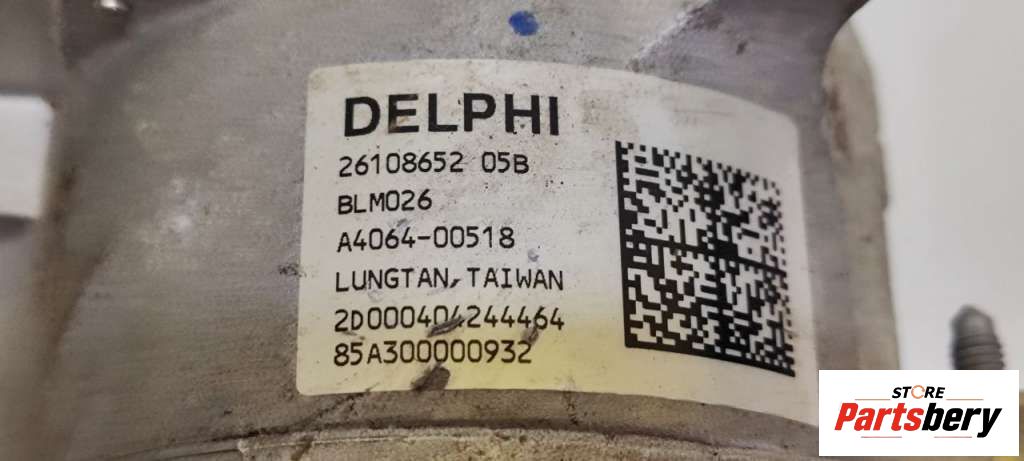 DELPHI
26108652 05B
BLM026
A4064-00518
LUNGTAN, TAIWAN
2D000404244464
85A300000932
STORE
Partsbery